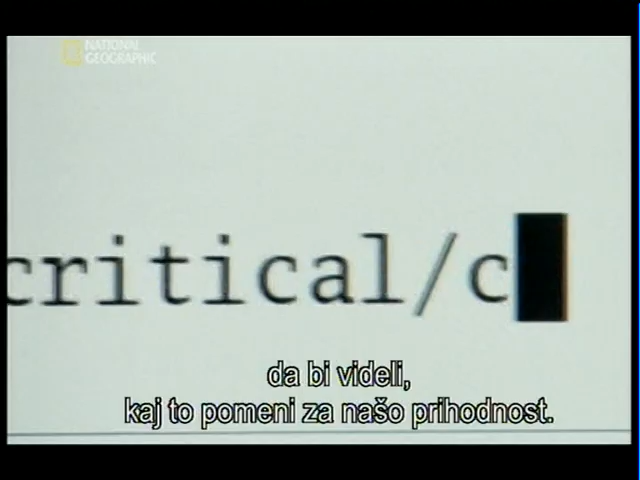 NATIONAL
GEOGRAPHIC
critical/c
da bi videli,
kaj to pomeni za našo prihodnost.